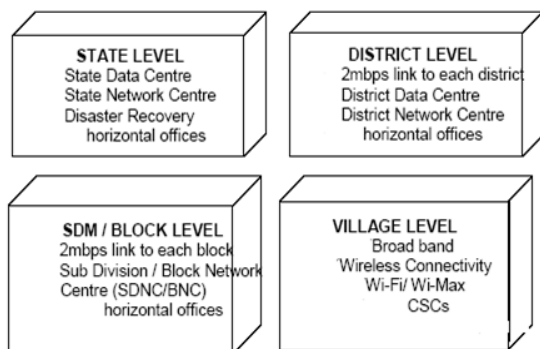 STATE LEVEL
State Data Centre
State Network Centre
Disaster Recovery
horizontal offices
DISTRICT LEVEL
2mbps link to each district
District Data Centre
District Network Centre
horizontal offices
SDM / BLOCK LEVEL
2mbps link to each block
Sub Division / Block Network
Centre (SDNC/BNC)
horizontal offices
VILLAGE LEVEL
Broad band
Wireless Connectivity
Wi-Fi/ Wi-Max
CSCs